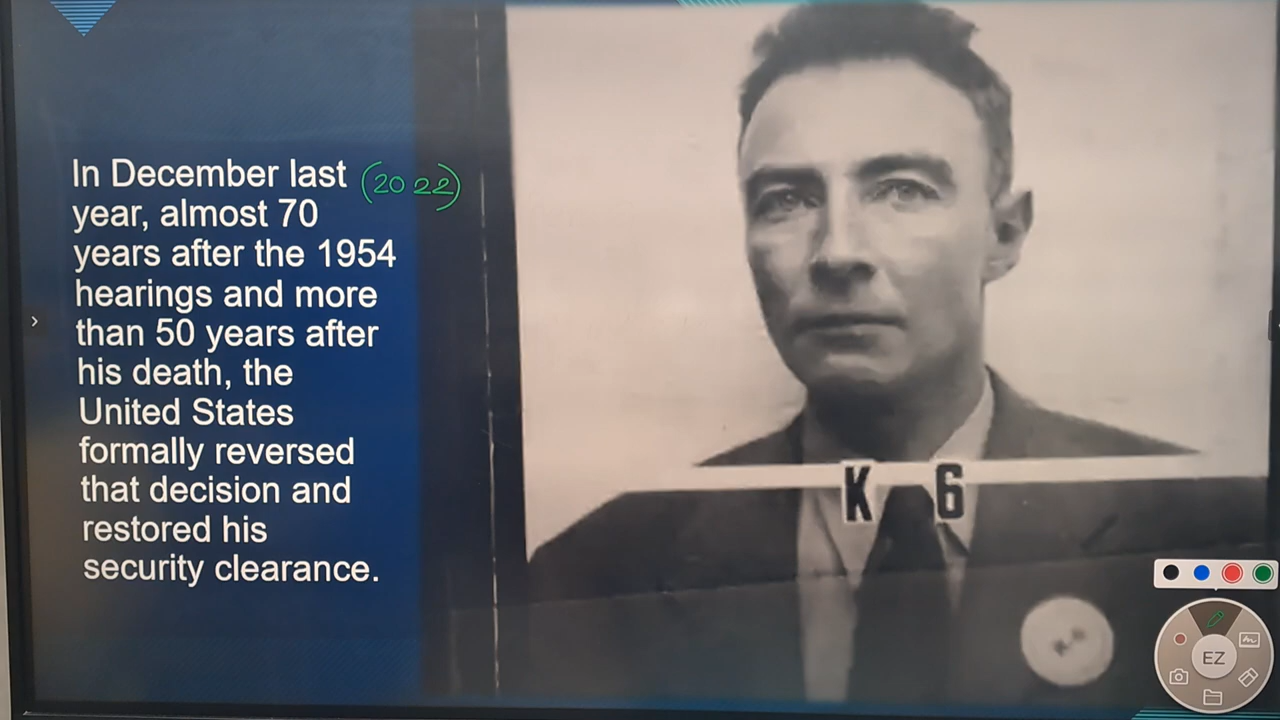 In December last (2022)
year, almost 70
years after the 1954
hearings and more
than 50 years after
his death, the
United States
formally reversed
that decision and
restored his
security clearance.
K 6
EZ